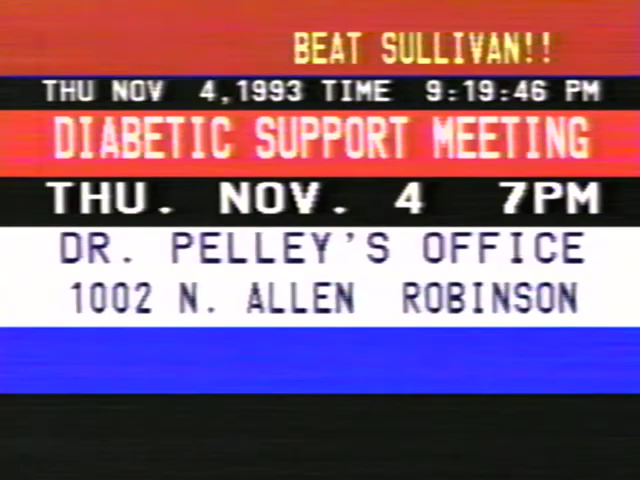 BEAT SULLIVAN!!
THU NOV 4,1993 TIME 9:19:46 PM
DIABETIC SUPPORT MEETING
THU. NOV. 4 7PM
DR. PELLEY'S OFFICE
1002 N. ALLEN ROBINSON